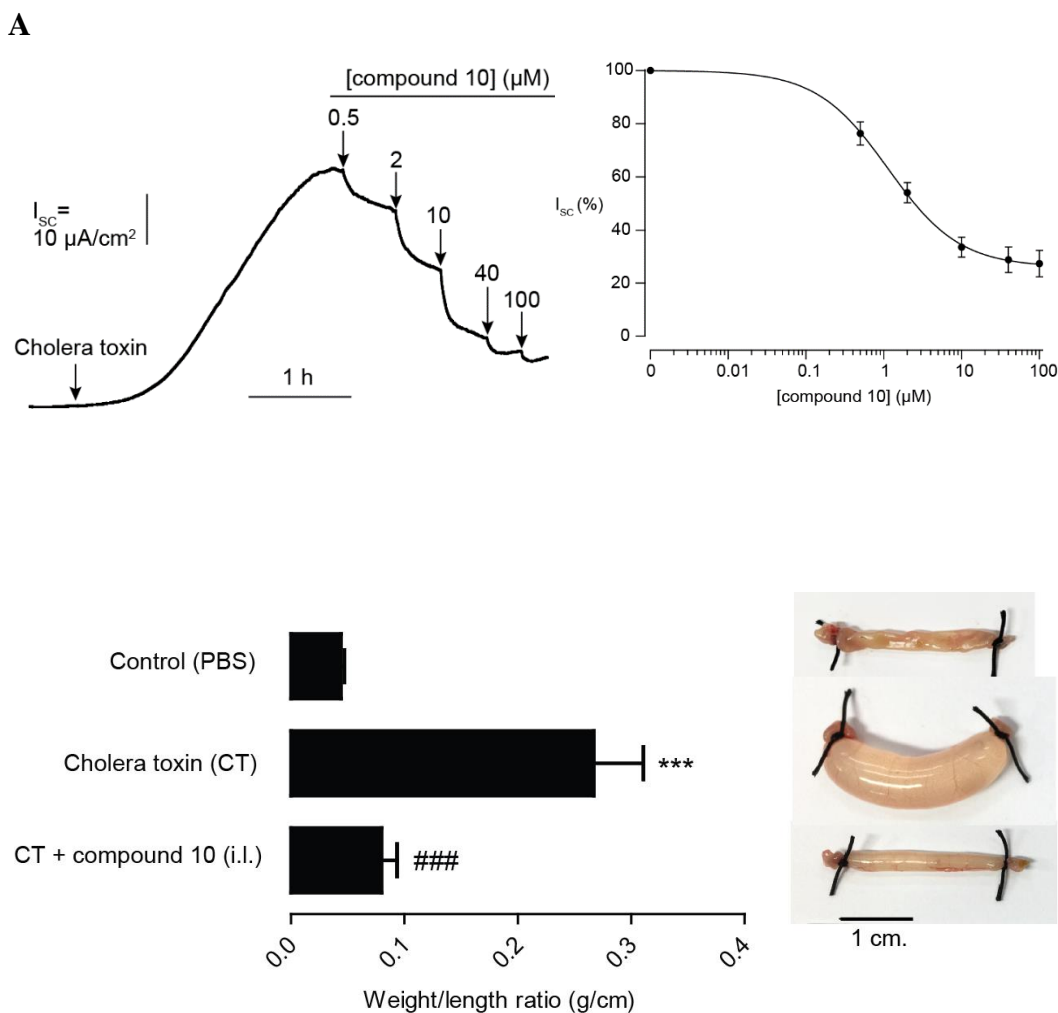 A
[compound 10] (µM)
0.5
2
10
40
100
I_SC=
10 µA/cm²
Cholera toxin
1 h
100
80
60
40
20
0
I_SC (%)
0
0.01
0.1
1
10
100
[compound 10] (µM)
Control (PBS)
Cholera toxin (CT)
***
CT + compound 10 (i.l.)
###
0.0
0.1
0.2
0.3
0.4
Weight/length ratio (g/cm)
1 cm.